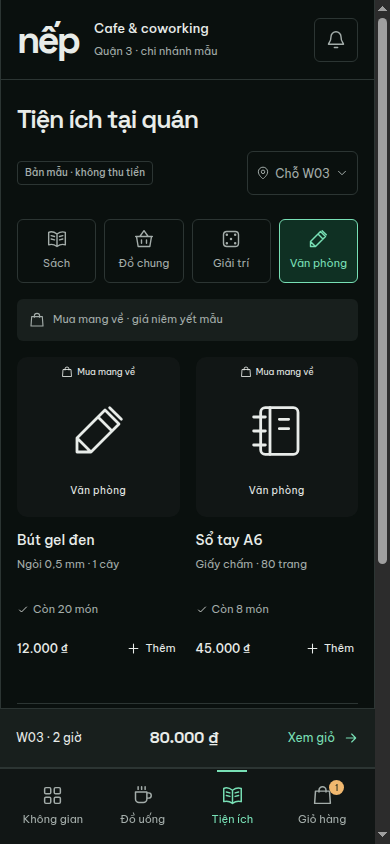 nếp
Cafe & coworking
Quận 3 · chi nhánh mẫu
Tiện ích tại quán
Bản mẫu · không thu tiền
Chỗ W03
Sách
Đồ chung
Giải trí
Văn phòng
Mua mang về · giá niêm yết mẫu
Mua mang về
Mua mang về
Văn phòng
Văn phòng
Bút gel đen
Sổ tay A6
Ngòi 0,5 mm · 1 cây
Giấy chấm · 80 trang
Còn 20 món
Còn 8 món
12.000 ₫
Thêm
45.000 ₫
Thêm
W03 · 2 giờ
80.000 ₫
Xem giỏ
1
Không gian
Đồ uống
Tiện ích
Giỏ hàng